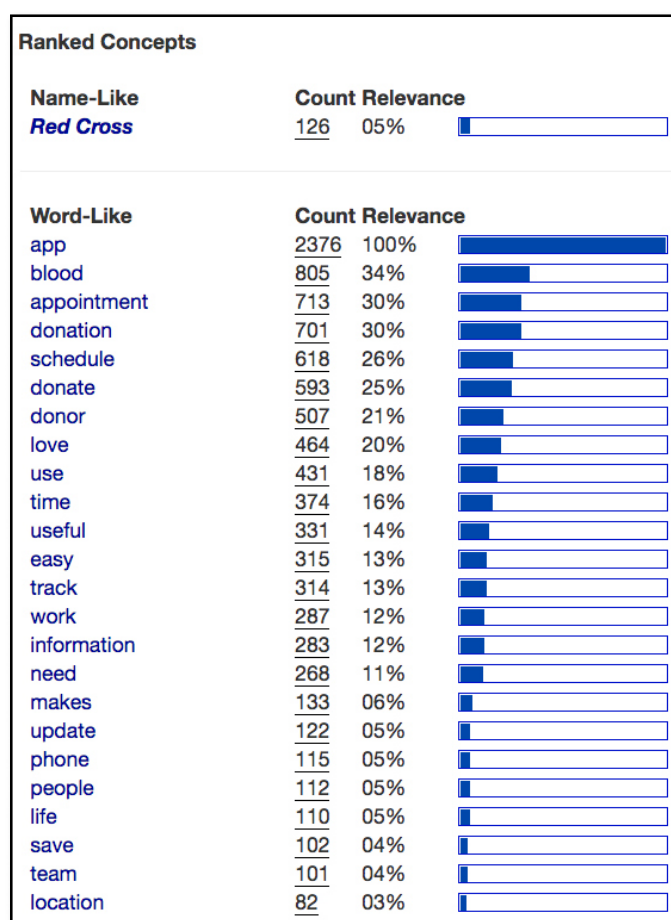 Ranked Concepts
Name-Like Count Relevance
Red Cross 126 05%
Word-Like Count Relevance
app 2376 100%
blood 805 34%
appointment 713 30%
donation 701 30%
schedule 618 26%
donate 593 25%
donor 507 21%
love 464 20%
use 431 18%
time 374 16%
useful 331 14%
easy 315 13%
track 314 13%
work 287 12%
information 283 12%
need 268 11%
makes 133 06%
update 122 05%
phone 115 05%
people 112 05%
life 110 05%
save 102 04%
team 101 04%
location 82 03%